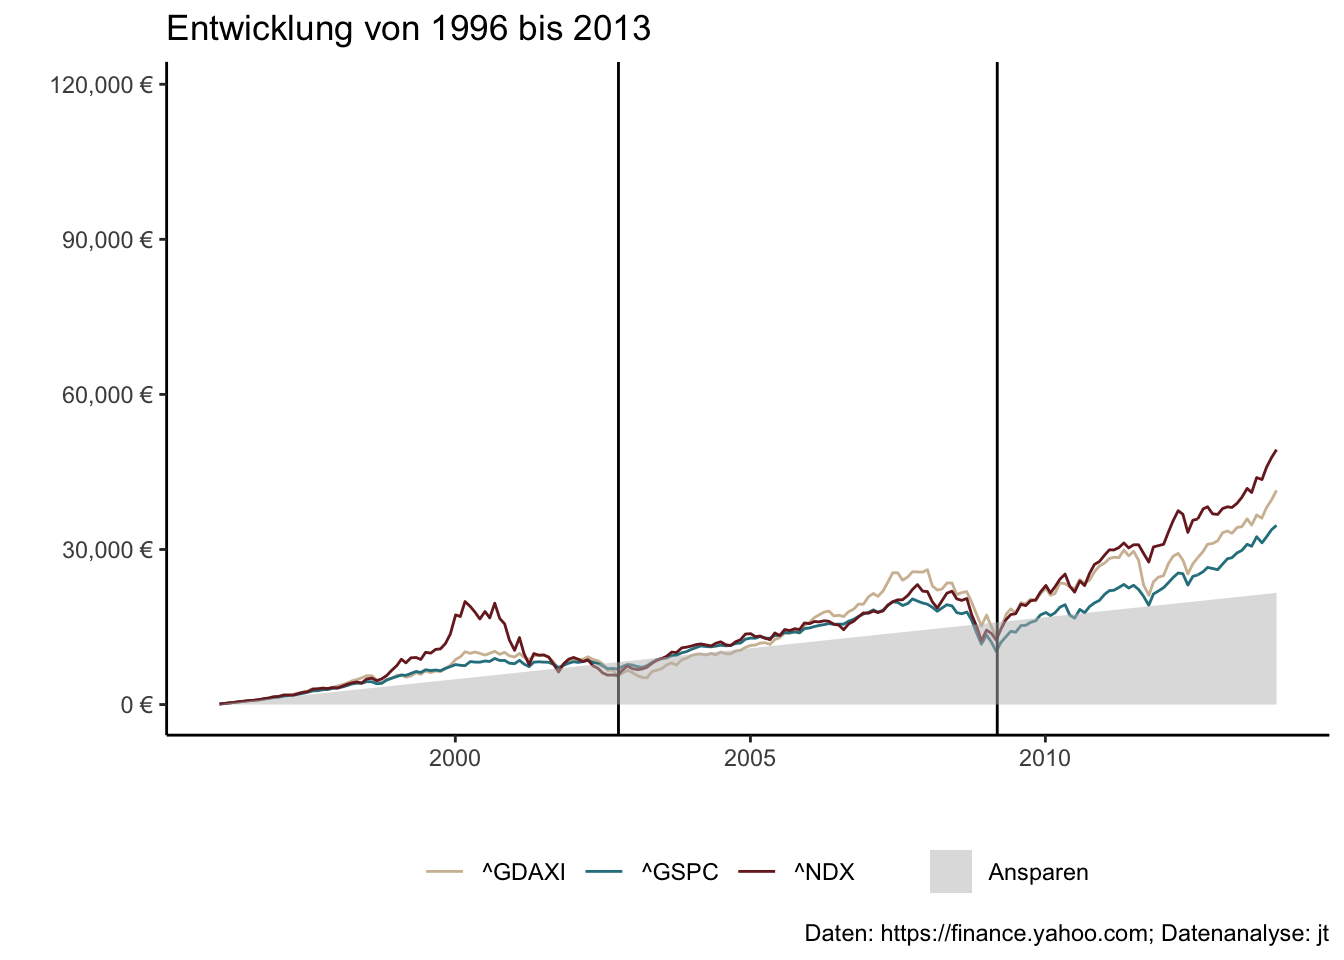 Entwicklung von 1996 bis 2013
120,000 €
90,000 €
60,000 €
30,000 €
0 €
2000 2005 2010
^GDAXI ^GSPC ^NDX Ansparen
Daten: https://finance.yahoo.com; Datenanalyse: jt